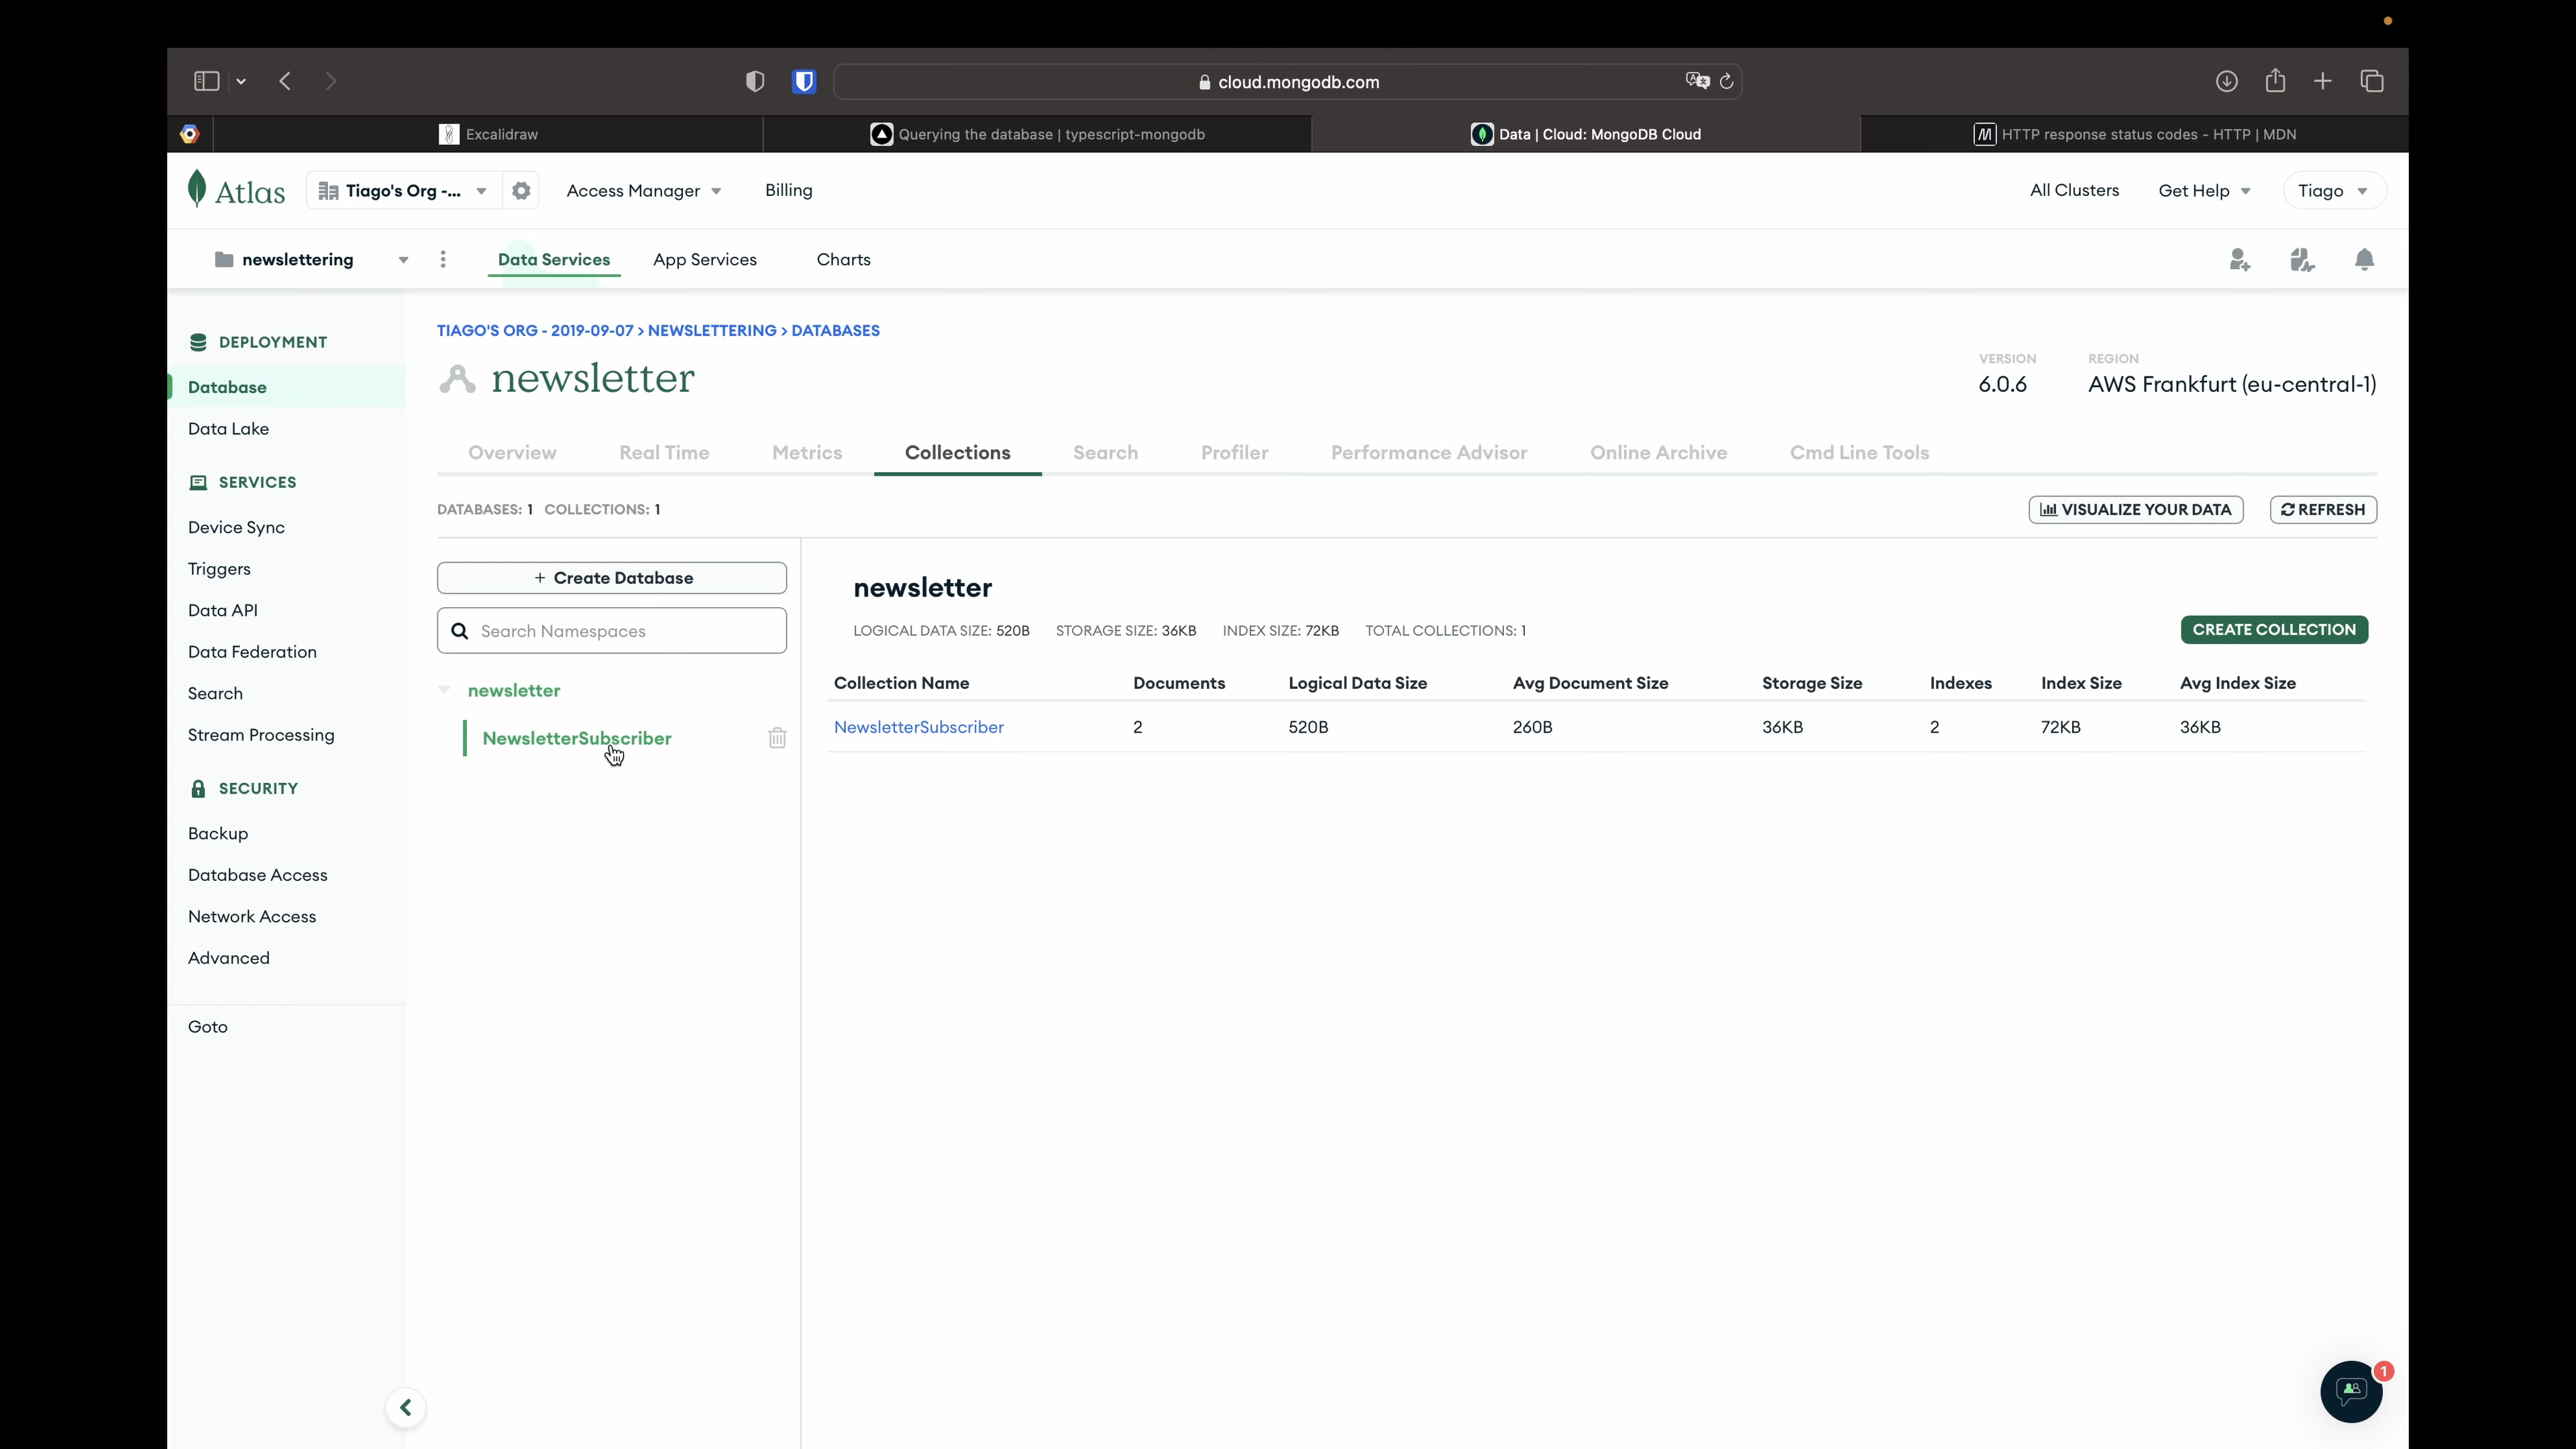 cloud.mongodb.com
Excalidraw
Querying the database | typescript-mongodb
Data | Cloud: MongoDB Cloud
HTTP response status codes - HTTP | MDN
Atlas
Tiago's Org -...
Access Manager
Billing
All Clusters
Get Help
Tiago
newslettering
Data Services
App Services
Charts
DEPLOYMENT
Database
Data Lake
SERVICES
Device Sync
Triggers
Data API
Data Federation
Search
Stream Processing
SECURITY
Backup
Database Access
Network Access
Advanced
Goto
TIAGO'S ORG - 2019-09-07 > NEWSLETTERING > DATABASES
newsletter
VERSION
6.0.6
REGION
AWS Frankfurt (eu-central-1)
Overview
Real Time
Metrics
Collections
Search
Profiler
Performance Advisor
Online Archive
Cmd Line Tools
DATABASES: 1 COLLECTIONS: 1
VISUALIZE YOUR DATA
REFRESH
+ Create Database
Search Namespaces
newsletter
NewsletterSubscriber
newsletter
LOGICAL DATA SIZE: 520B STORAGE SIZE: 36KB INDEX SIZE: 72KB TOTAL COLLECTIONS: 1
CREATE COLLECTION
Collection Name Documents Logical Data Size Avg Document Size Storage Size Indexes Index Size Avg Index Size
NewsletterSubscriber 2 520B 260B 36KB 2 72KB 36KB
1